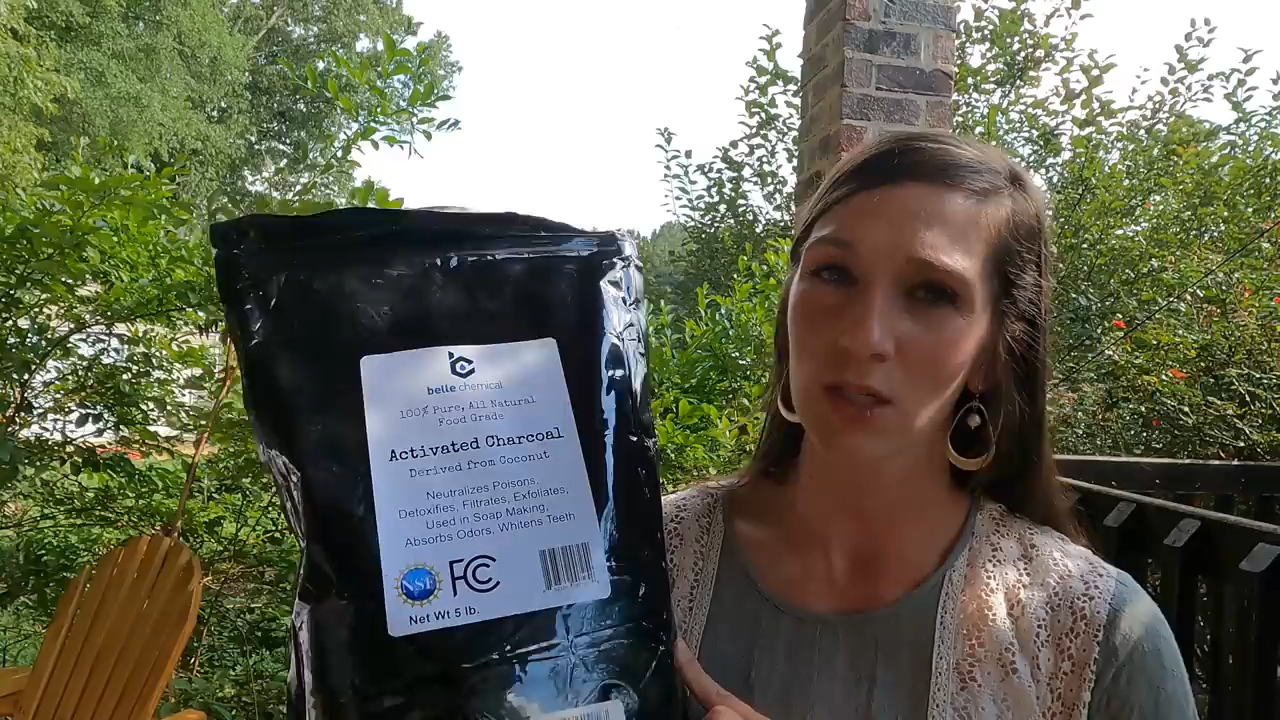 belle chemical
100% Pure, All Natural
Food Grade
Activated Charcoal
Derived from Coconut
Neutralizes Poisons,
Detoxifies, Filtrates, Exfoliates,
Used in Soap Making,
Absorbs Odors, Whitens Teeth
NSF FCC
Net Wt 5 lb.